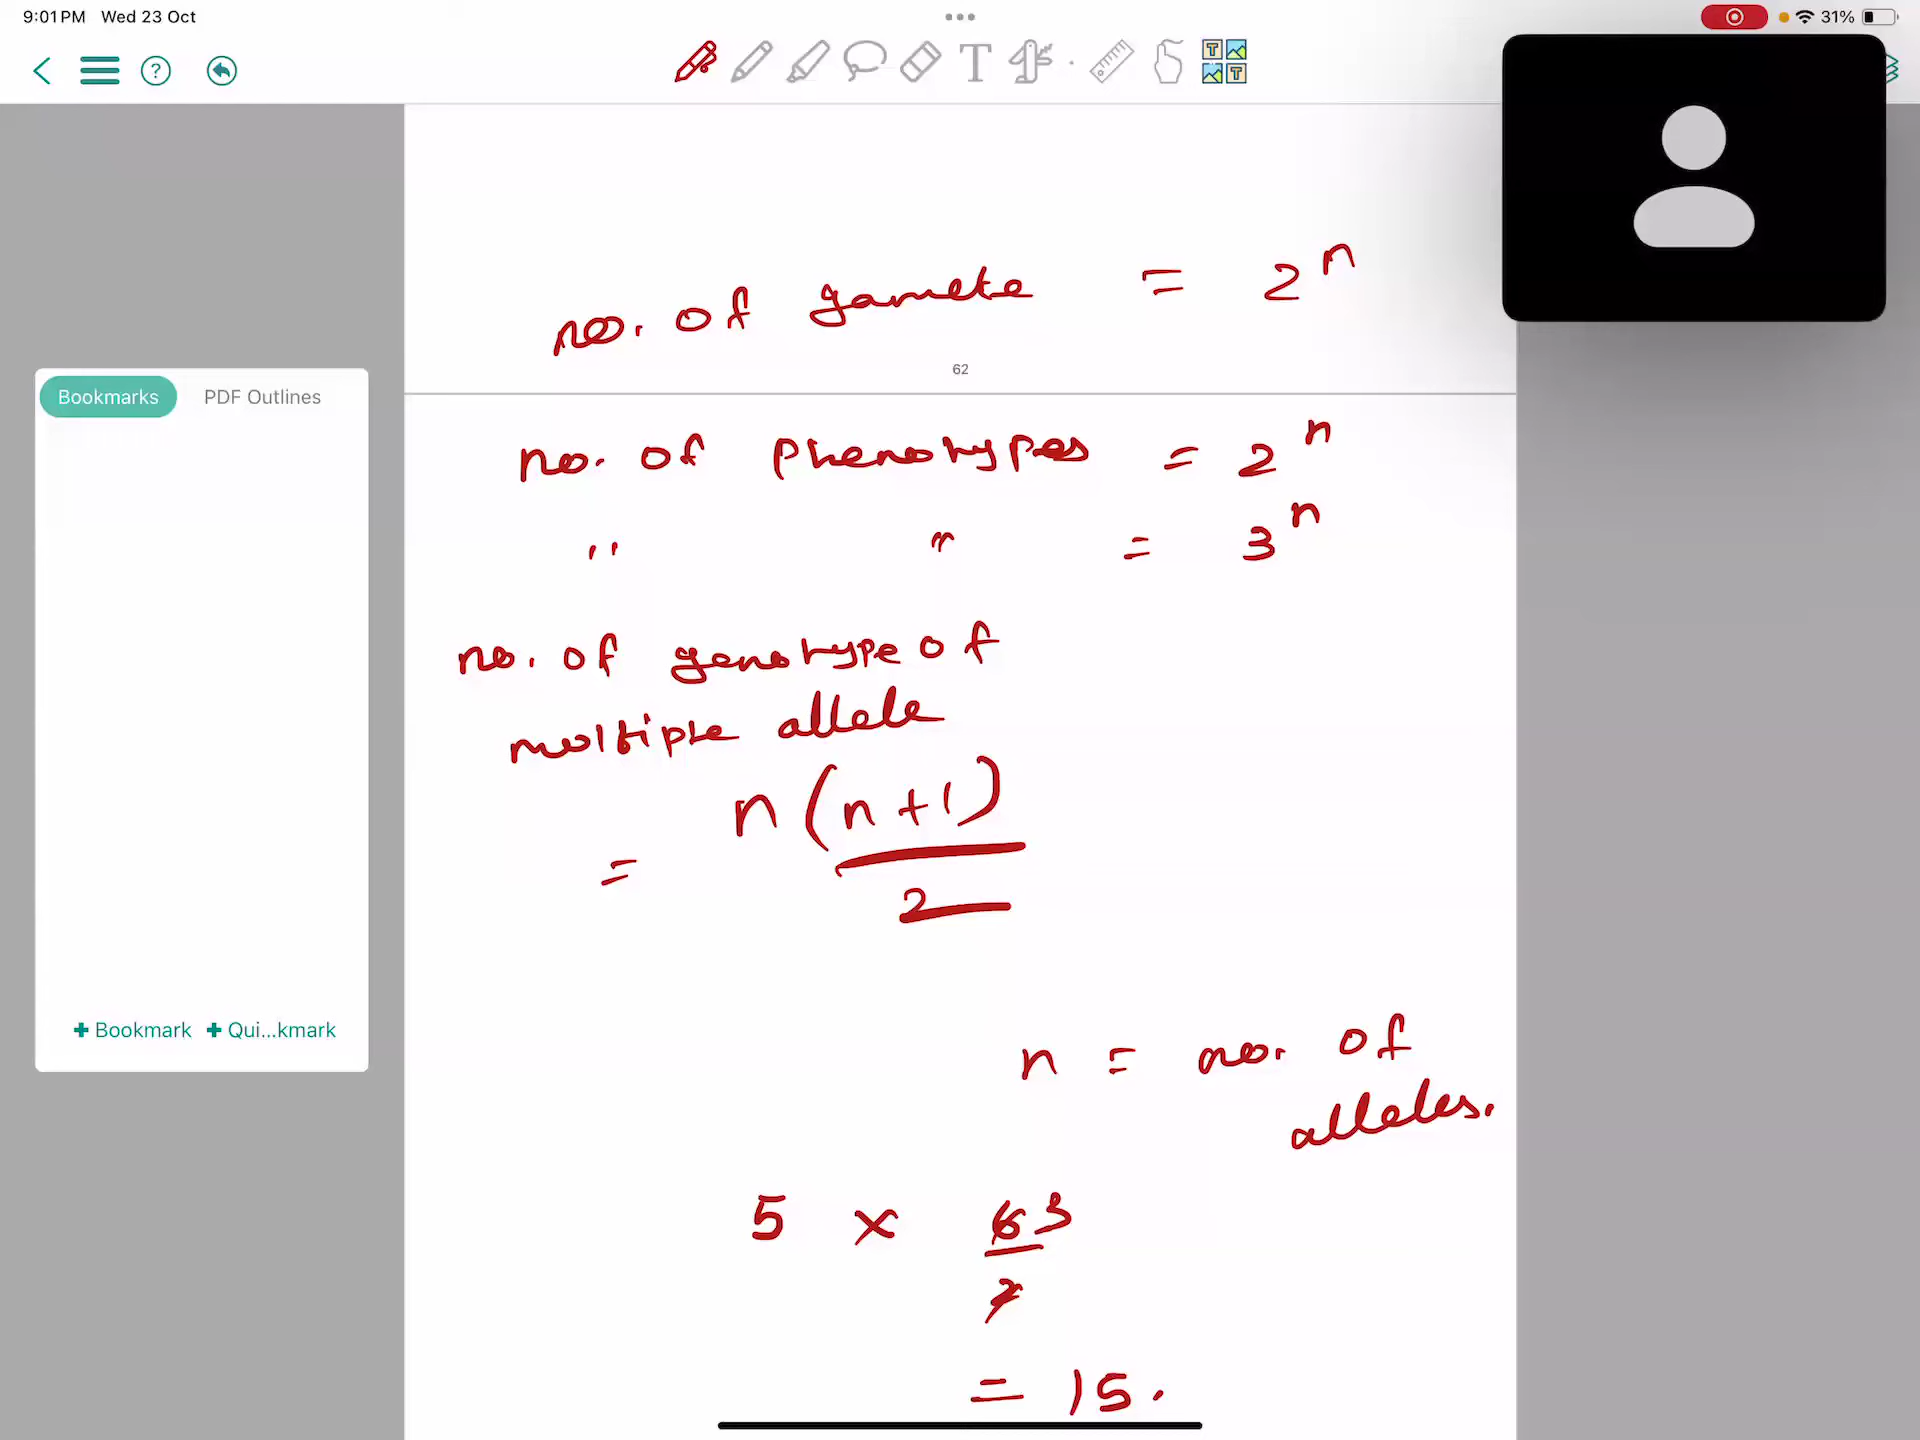 9:01 PM Wed 23 Oct
31%
?
T
T
T
no. of gamete = 2^n
62
Bookmarks PDF Outlines
no. of Phenotypes = 2^n
" " = 3^n
no. of genotype of
multiple allele
= n(n+1)
2
+ Bookmark + Qui...kmark
n = no. of
alleles.
5 × 6 3
2
= 15.